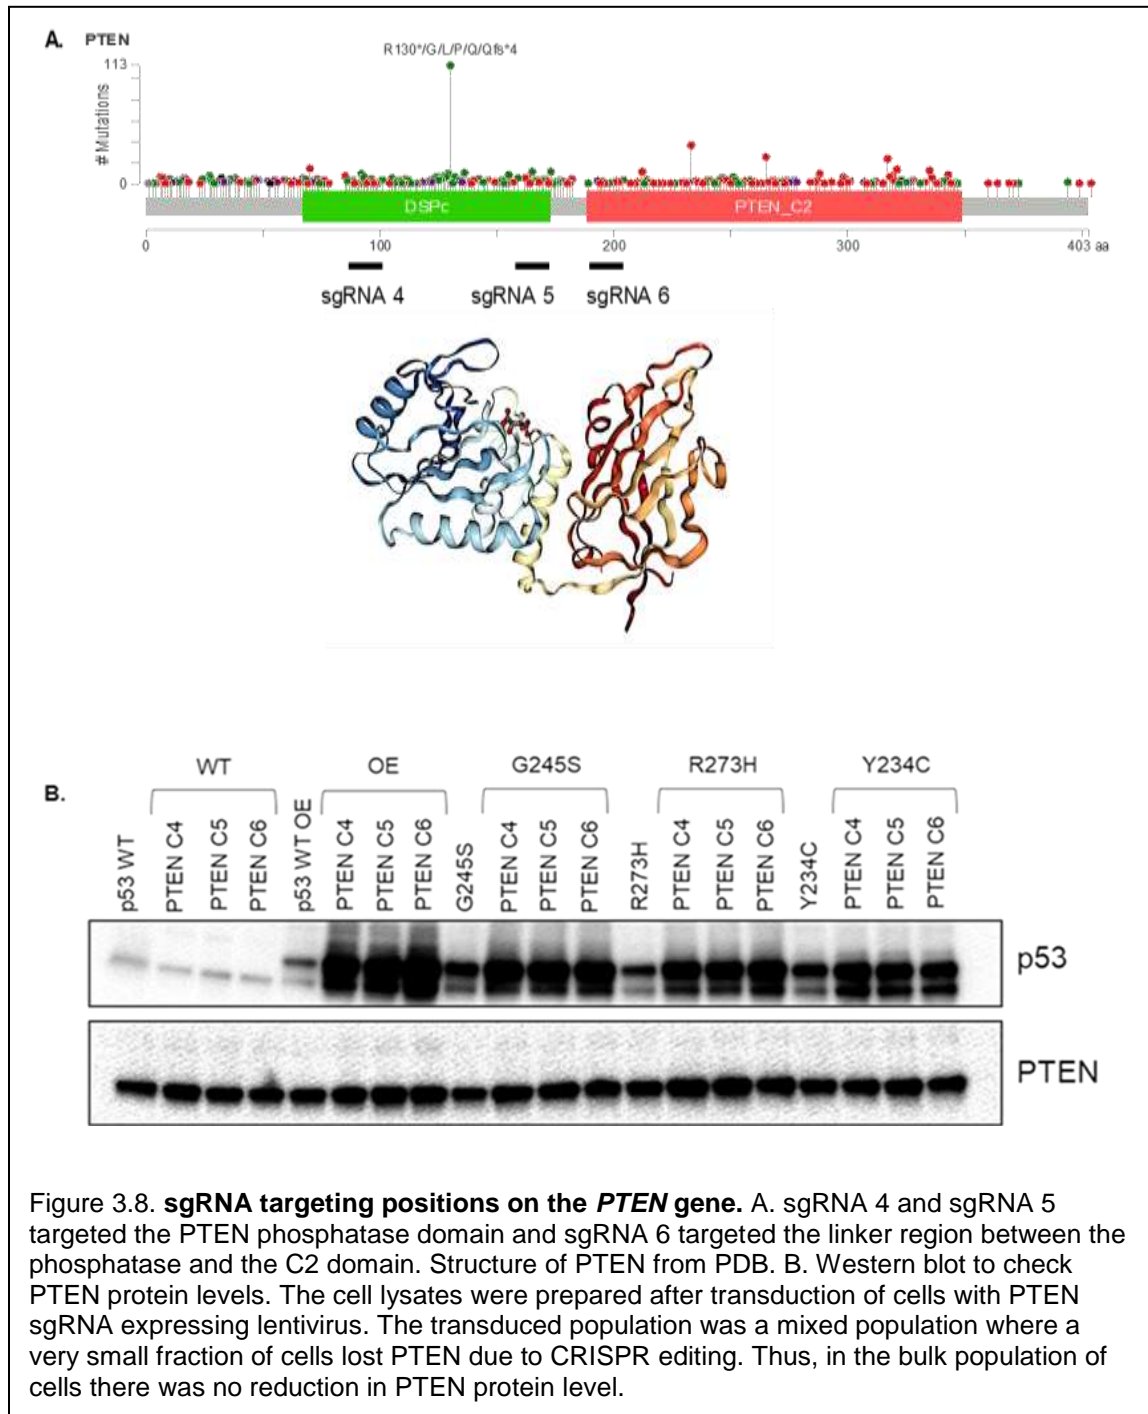 A. PTEN
R130*/G/L/P/Q/Qfs*4
113
# Mutations
0
DSPc
PTEN_C2
0
100
200
300
403 aa
sgRNA 4
sgRNA 5
sgRNA 6
B.
WT
OE
G245S
R273H
Y234C
p53 WT
PTEN C4
PTEN C5
PTEN C6
p53 WT OE
PTEN C4
PTEN C5
PTEN C6
G245S
PTEN C4
PTEN C5
PTEN C6
R273H
PTEN C4
PTEN C5
PTEN C6
Y234C
PTEN C4
PTEN C5
PTEN C6
p53
PTEN
Figure 3.8. sgRNA targeting positions on the PTEN gene. A. sgRNA 4 and sgRNA 5
targeted the PTEN phosphatase domain and sgRNA 6 targeted the linker region between the
phosphatase and the C2 domain. Structure of PTEN from PDB. B. Western blot to check
PTEN protein levels. The cell lysates were prepared after transduction of cells with PTEN
sgRNA expressing lentivirus. The transduced population was a mixed population where a
very small fraction of cells lost PTEN due to CRISPR editing. Thus, in the bulk population of
cells there was no reduction in PTEN protein level.